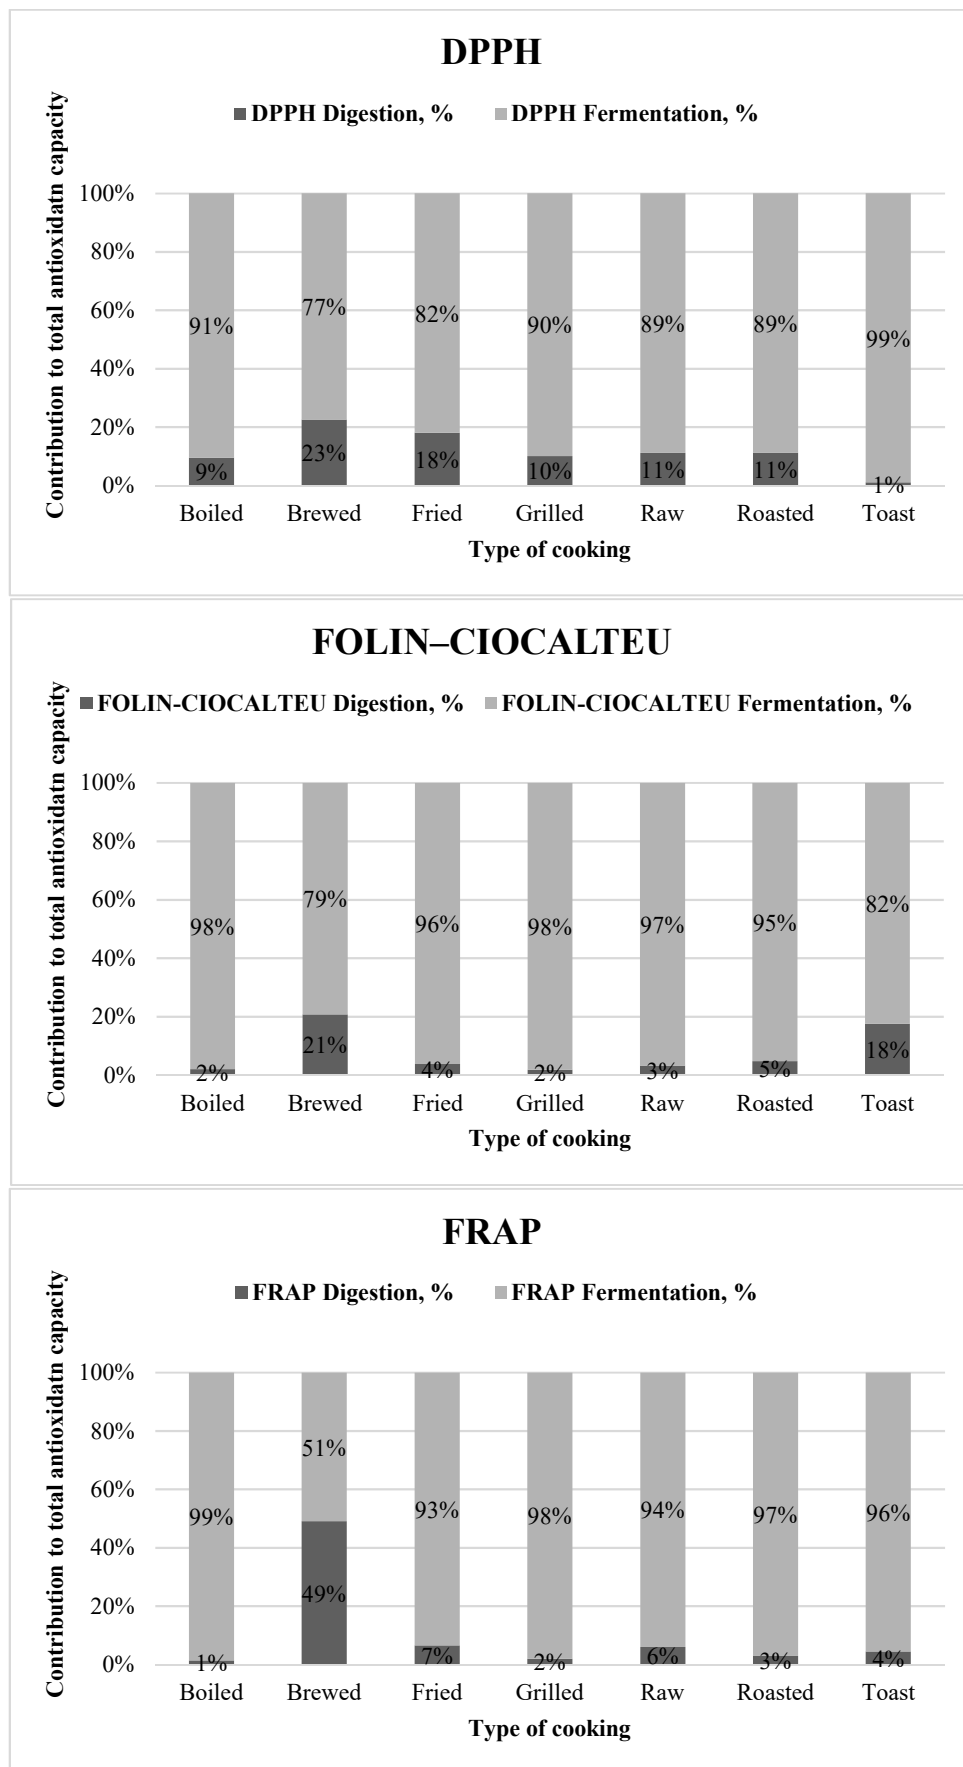 DPPH
DPPH Digestion, % DPPH Fermentation, %
Contribution to total antioxidatn capacity
100%
80%
60%
40%
20%
0%
91% 77% 82% 90% 89% 89% 99%
9% 23% 18% 10% 11% 11% 1%
Boiled Brewed Fried Grilled Raw Roasted Toast
Type of cooking
FOLIN–CIOCALTEU
FOLIN-CIOCALTEU Digestion, % FOLIN-CIOCALTEU Fermentation, %
Contribution to total antioxidatn capacity
100%
80%
60%
40%
20%
0%
98% 79% 96% 98% 97% 95% 82%
2% 21% 4% 2% 3% 5% 18%
Boiled Brewed Fried Grilled Raw Roasted Toast
Type of cooking
FRAP
FRAP Digestion, % FRAP Fermentation, %
Contribution to total antioxidatn capacity
100%
80%
60%
40%
20%
0%
99% 51% 93% 98% 94% 97% 96%
1% 49% 7% 2% 6% 3% 4%
Boiled Brewed Fried Grilled Raw Roasted Toast
Type of cooking